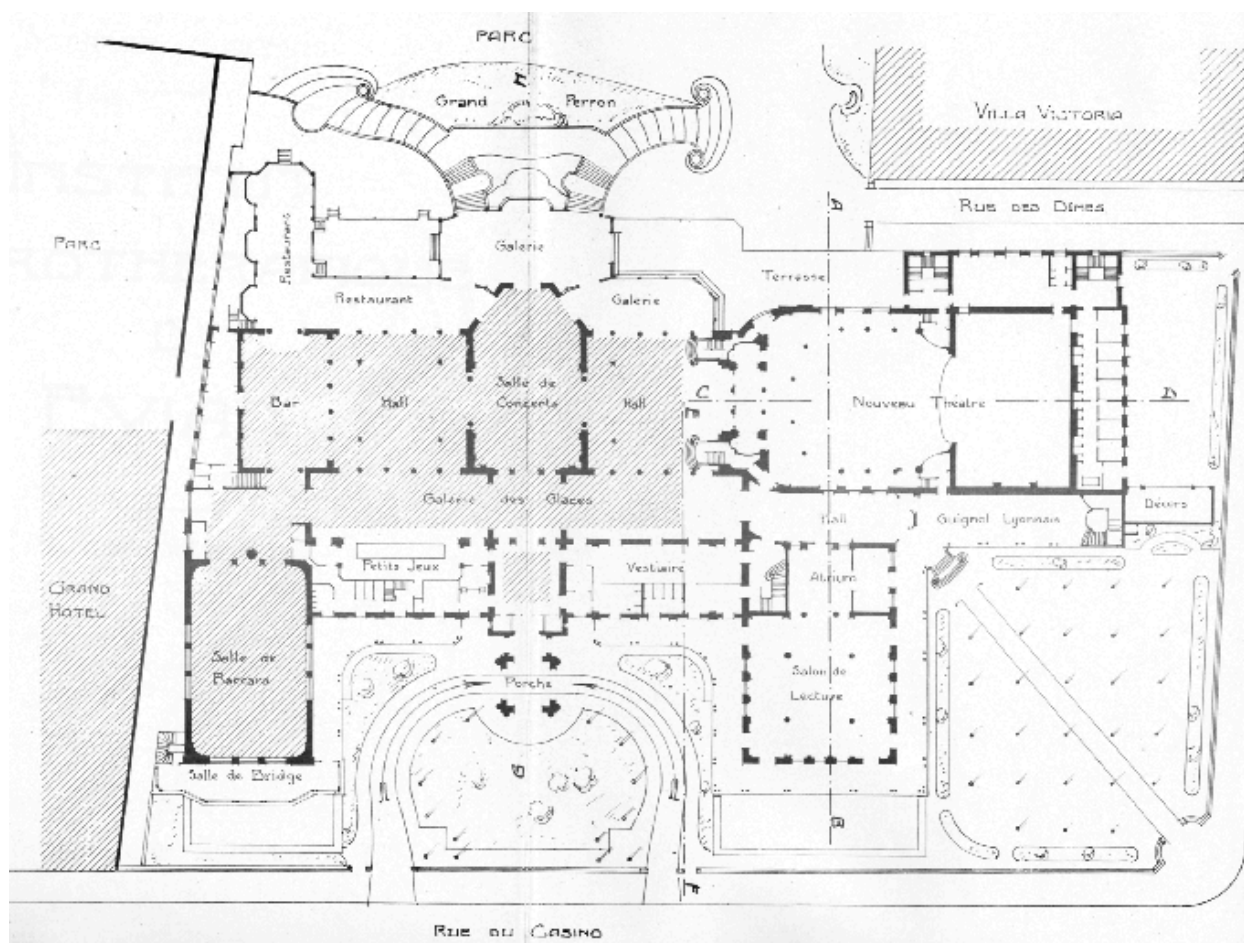 PARC
Grand Perron
VILLA VICTORIA
RUE DES DÎMES
PARC
Restaurant
Galerie
Terrasse
Restaurant
Galerie
Bar
Hall
Salle de
Concerts
Hall
C
Nouveau Théatre
D
Galerie des Glaces
Hall
Guignol Lyonnais
Décors
Petits Jeux
Vestiaire
Atrium
GRAND
HOTEL
Salle de
Baccara
Porche
Salon de
Lecture
Salle de Bridge
RUE DU CASINO